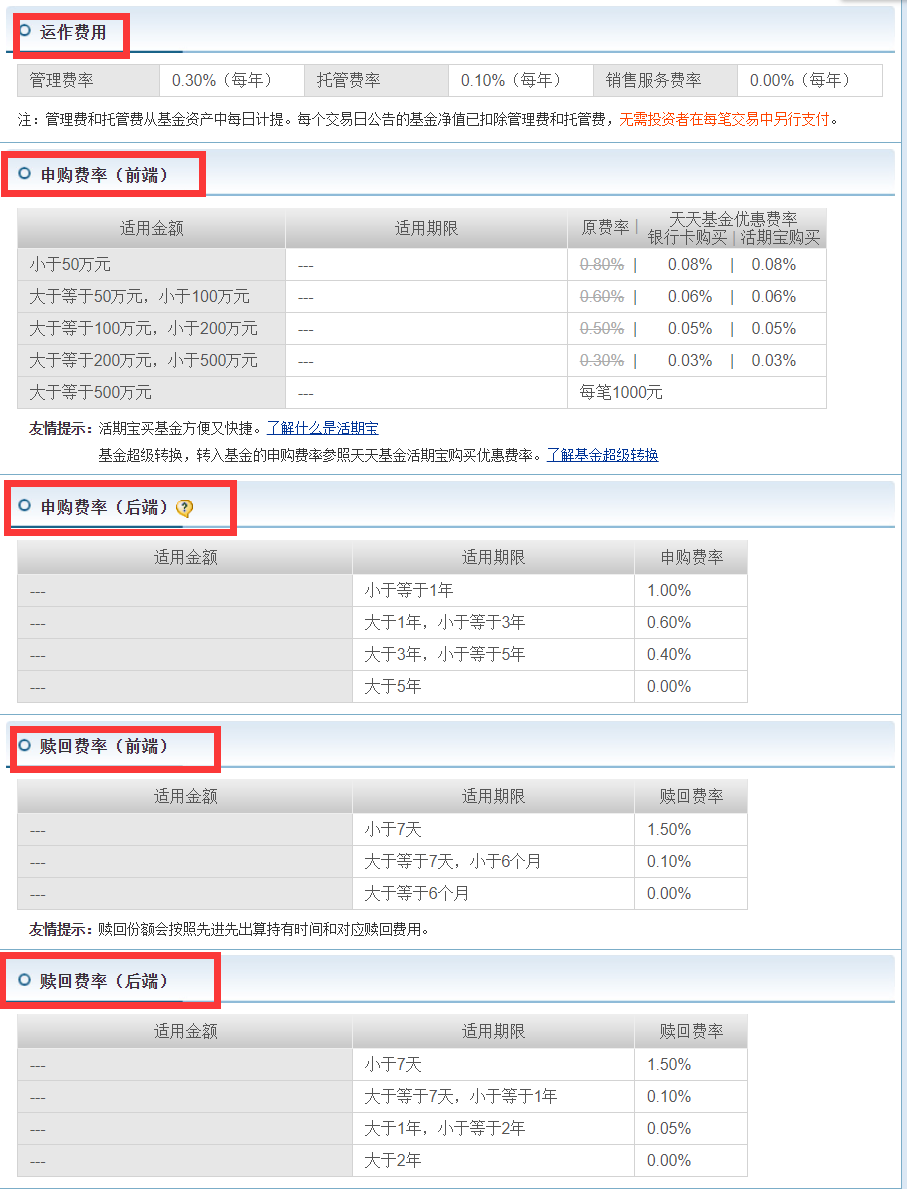 运作费用
管理费率 0.30%（每年） 托管费率 0.10%（每年） 销售服务费率 0.00%（每年）
注：管理费和托管费从基金资产中每日计提。每个交易日公告的基金净值已扣除管理费和托管费，无需投资者在每笔交易中另行支付。
申购费率（前端）
适用金额 适用期限 原费率| 天天基金优惠费率
银行卡购买|活期宝购买
小于50万元 --- 0.80% | 0.08% | 0.08%
大于等于50万元，小于100万元 --- 0.60% | 0.06% | 0.06%
大于等于100万元，小于200万元 --- 0.50% | 0.05% | 0.05%
大于等于200万元，小于500万元 --- 0.30% | 0.03% | 0.03%
大于等于500万元 --- 每笔1000元
友情提示：活期宝买基金方便又快捷。了解什么是活期宝
基金超级转换，转入基金的申购费率参照天天基金活期宝购买优惠费率。了解基金超级转换
申购费率（后端）?
适用金额 适用期限 申购费率
--- 小于等于1年 1.00%
--- 大于1年，小于等于3年 0.60%
--- 大于3年，小于等于5年 0.40%
--- 大于5年 0.00%
赎回费率（前端）
适用金额 适用期限 赎回费率
--- 小于7天 1.50%
--- 大于等于7天，小于6个月 0.10%
--- 大于等于6个月 0.00%
友情提示：赎回份额会按照先进先出算持有时间和对应赎回费用。
赎回费率（后端）
适用金额 适用期限 赎回费率
--- 小于7天 1.50%
--- 大于等于7天，小于等于1年 0.10%
--- 大于1年，小于等于2年 0.05%
--- 大于2年 0.00%